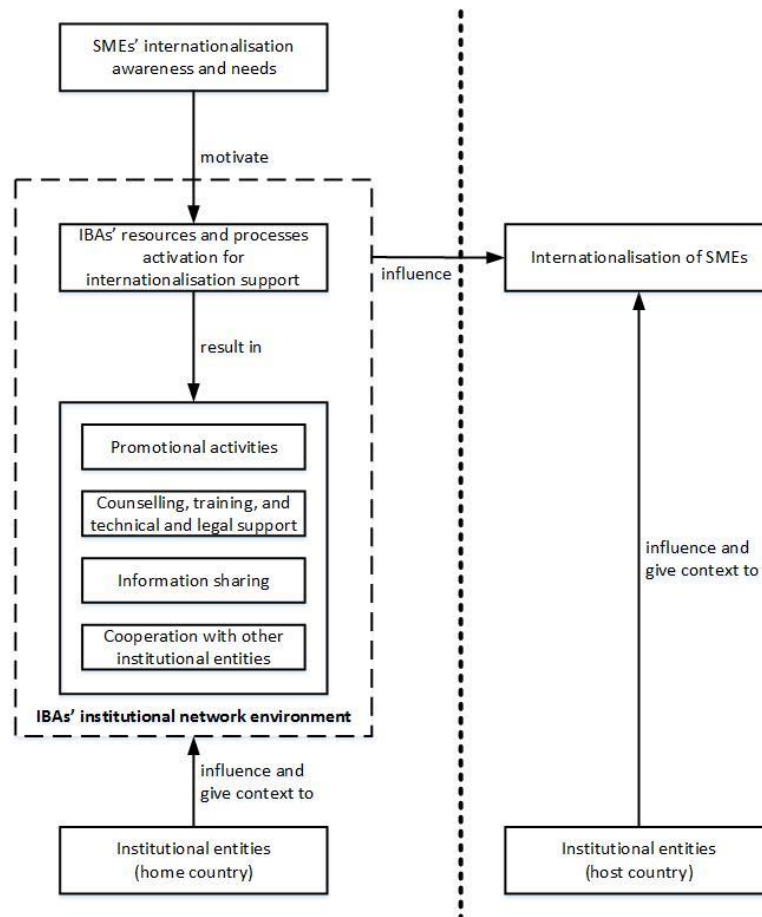 SMEs' internationalisation
awareness and needs
motivate
IBAs' resources and processes
activation for
internationalisation support
influence
Internationalisation of SMEs
result in
Promotional activities
Counselling, training, and
technical and legal support
Information sharing
Cooperation with other
institutional entities
IBAs' institutional network environment
influence and
give context to
influence and
give context to
Institutional entities
(home country)
Institutional entities
(host country)